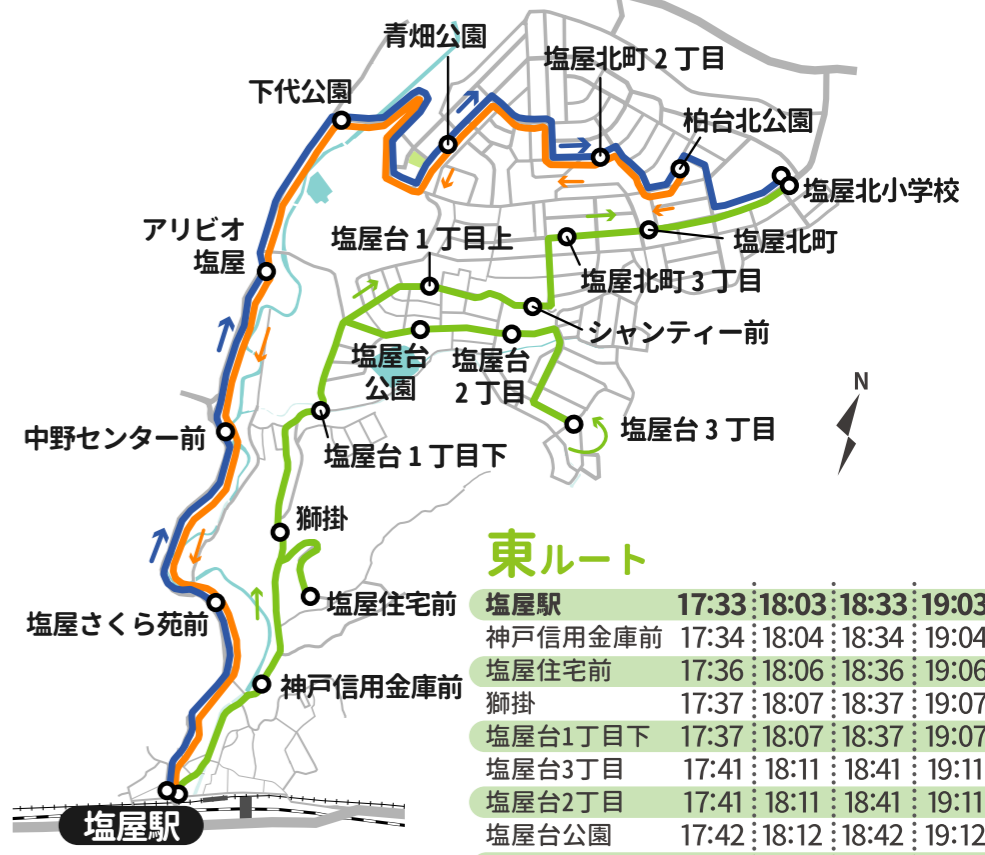 青畑公園
塩屋北町 2 丁目
下代公園
柏台北公園
塩屋北小学校
アリビオ
塩屋
塩屋台 1 丁目上
塩屋北町
塩屋北町 3 丁目
シャンティー前
塩屋台
公園
塩屋台
2 丁目
N
塩屋台 3 丁目
中野センター前
塩屋台 1 丁目下
獅掛
塩屋住宅前
塩屋さくら苑前
神戸信用金庫前
塩屋駅
東ルート
塩屋駅 17:33 18:03 18:33 19:03
神戸信用金庫前 17:34 18:04 18:34 19:04
塩屋住宅前 17:36 18:06 18:36 19:06
獅掛 17:37 18:07 18:37 19:07
塩屋台1丁目下 17:37 18:07 18:37 19:07
塩屋台3丁目 17:41 18:11 18:41 19:11
塩屋台2丁目 17:41 18:11 18:41 19:11
塩屋台公園 17:42 18:12 18:42 19:12